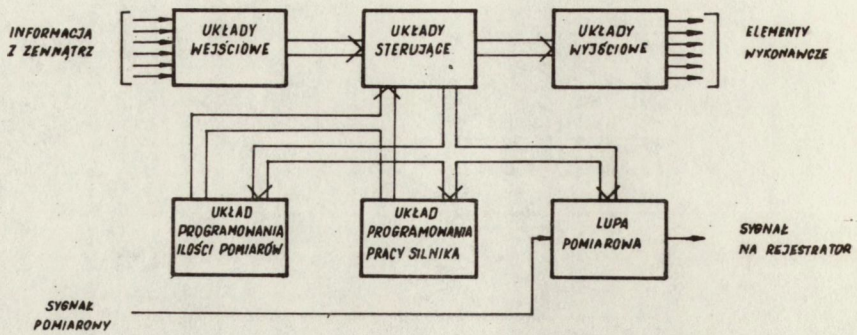 INFORMACJA
Z ZEWNĄTRZ
UKŁADY
WEJŚCIOWE
UKŁADY
STERUJĄCE
UKŁADY
WYJŚCIOWE
ELEMENTY
WYKONAWCZE
UKŁAD
PROGRAMOWANIA
ILOŚCI POMIARÓW
UKŁAD
PROGRAMOWANIA
PRACY SILNIKA
LUPA
POMIAROWA
SYGNAŁ
NA REJESTRATOR
SYGNAŁ
POMIAROWY